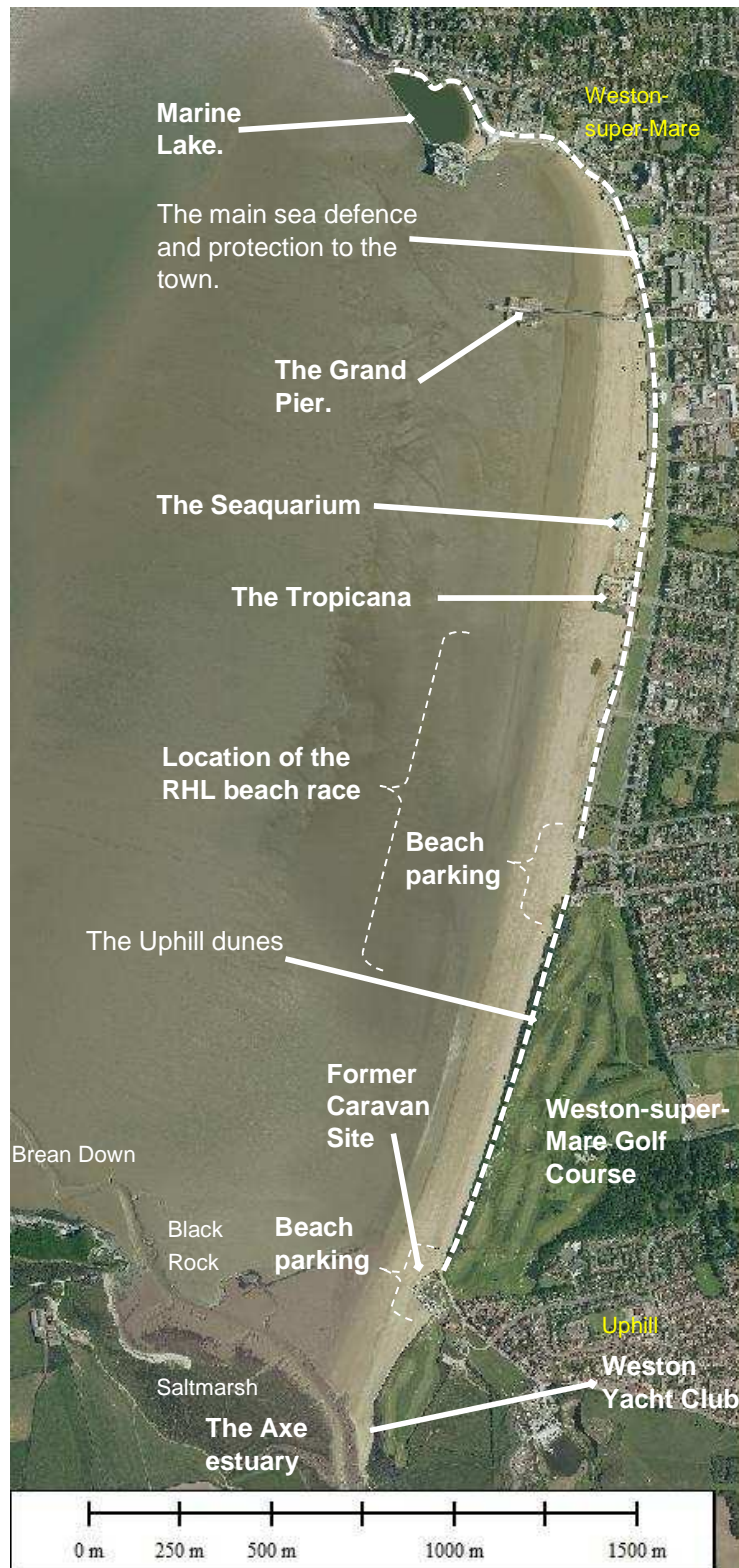 Weston-
super-Mare
Marine
Lake.
The main sea defence
and protection to the
town.
The Grand
Pier.
The Seaquarium
The Tropicana
Location of the
RHL beach race
Beach
parking
The Uphill dunes
Former
Caravan
Site
Weston-super-
Mare Golf
Course
Brean Down
Black
Rock
Beach
parking
Uphill
Weston
Yacht Club
Saltmarsh
The Axe
estuary
0 m 250 m 500 m 1000 m 1500 m